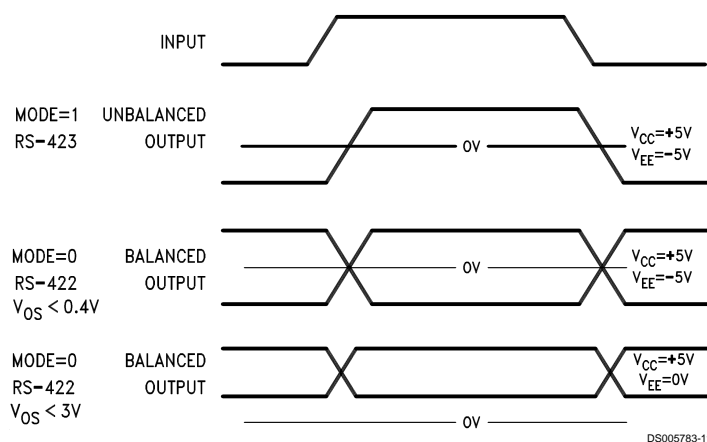 INPUT
MODE=1 UNBALANCED
RS-423 OUTPUT
0V
VCC=+5V
VEE=-5V
MODE=0 BALANCED
RS-422 OUTPUT
VOS < 0.4V
0V
VCC=+5V
VEE=-5V
MODE=0 BALANCED
RS-422 OUTPUT
VOS < 3V
VCC=+5V
VEE=0V
0V
DS005783-1